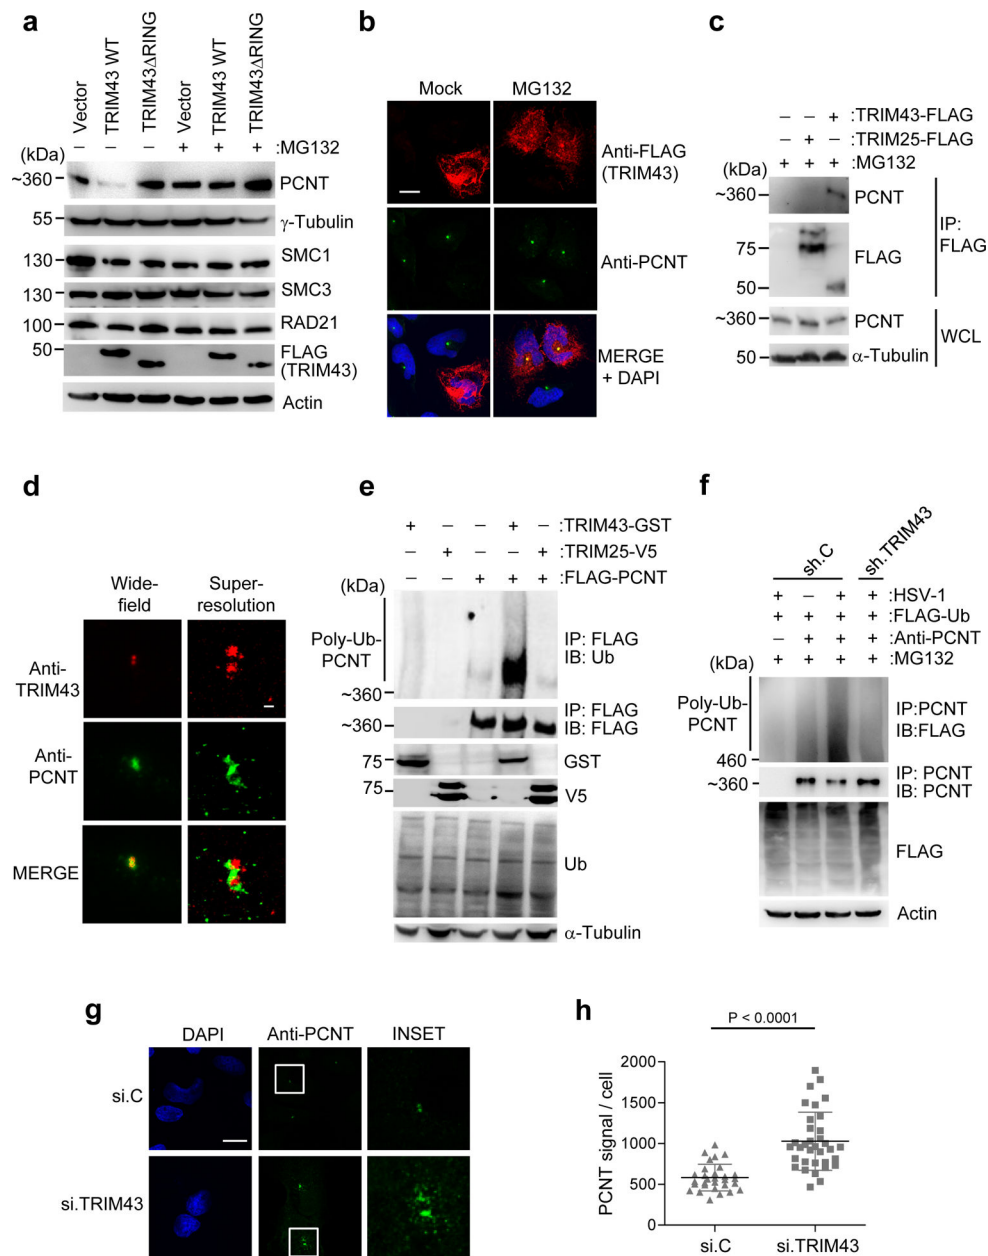 a
Vector
TRIM43 WT
TRIM43ΔRING
Vector
TRIM43 WT
TRIM43ΔRING
(kDa) – – – + + + :MG132
~360 PCNT
55 γ-Tubulin
130 SMC1
130 SMC3
100 RAD21
50 FLAG
(TRIM43)
Actin
b
Mock MG132
Anti-FLAG
(TRIM43)
Anti-PCNT
MERGE
+ DAPI
c
– – + :TRIM43-FLAG
– + – :TRIM25-FLAG
(kDa) + + + :MG132
~360 PCNT
75 FLAG
50
IP:
FLAG
~360 PCNT
50 α-Tubulin
WCL
d
Wide-
field
Super-
resolution
Anti-
TRIM43
Anti-
PCNT
MERGE
e
+ – – + – :TRIM43-GST
– + – – + :TRIM25-V5
(kDa) – – + + + :FLAG-PCNT
Poly-Ub-
PCNT
IP: FLAG
IB: Ub
~360
~360 IP: FLAG
IB: FLAG
75 GST
75 V5
Ub
α-Tubulin
f
sh.C
sh.TRIM43
+ – + + :HSV-1
+ + + + :FLAG-Ub
– + + + :Anti-PCNT
(kDa) + + + + :MG132
Poly-Ub-
PCNT
IP:PCNT
IB:FLAG
460
~360 IP: PCNT
IB: PCNT
FLAG
Actin
g
DAPI Anti-PCNT INSET
si.C
si.TRIM43
h
P < 0.0001
PCNT signal / cell
2000
1500
1000
500
0
si.C si.TRIM43